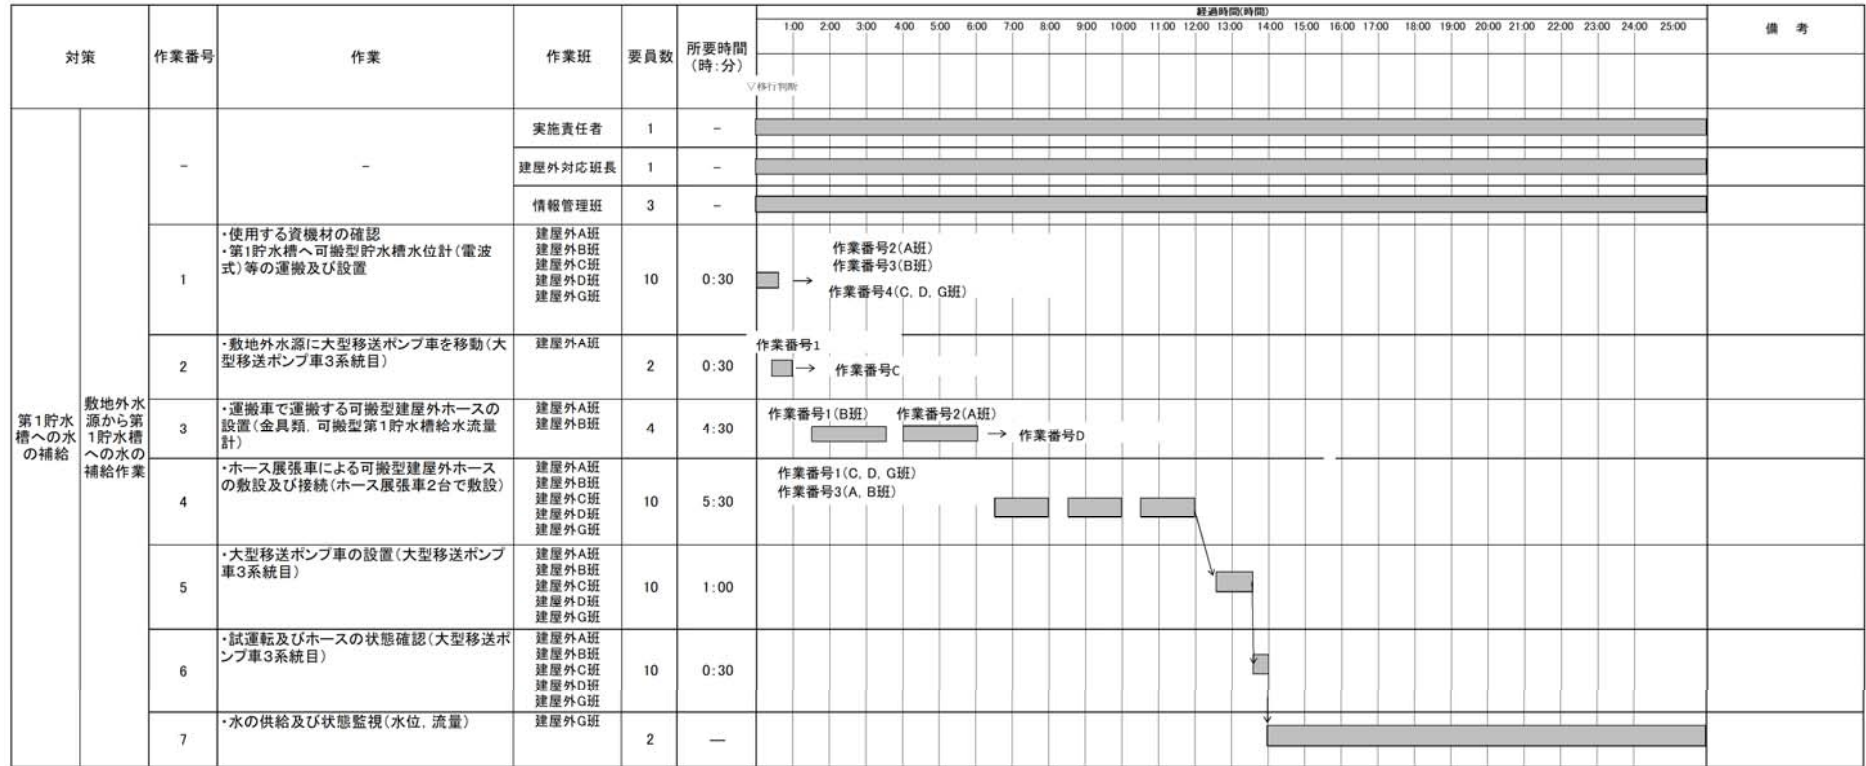 対策
作業番号
作業
作業班
要員数
所要時間
(時:分)
経過時間(時間)
1:00 2:00 3:00 4:00 5:00 6:00 7:00 8:00 9:00 10:00 11:00 12:00 13:00 14:00 15:00 16:00 17:00 18:00 19:00 20:00 21:00 22:00 23:00 24:00 25:00
備 考
▽移行判断
第1貯水
槽への水
の補給
敷地外水
源から第
1貯水槽
への水の
補給作業
-
-
実施責任者
1
-
建屋外対応班長
1
-
情報管理班
3
-
1
・使用する資機材の確認
・第1貯水槽へ可搬型貯水槽水位計(電波
式)等の運搬及び設置
建屋外A班
建屋外B班
建屋外C班
建屋外D班
建屋外G班
10
0:30
→
作業番号2(A班)
作業番号3(B班)
作業番号4(C, D, G班)
2
・敷地外水源に大型移送ポンプ車を移動(大
型移送ポンプ車3系統目)
建屋外A班
2
0:30
作業番号1
→ 作業番号C
3
・運搬車で運搬する可搬型建屋外ホースの
設置(金具類, 可搬型第1貯水槽給水流量
計)
建屋外A班
建屋外B班
4
4:30
作業番号1(B班) 作業番号2(A班)
→ 作業番号D
4
・ホース展張車による可搬型建屋外ホース
の敷設及び接続(ホース展張車2台で敷設)
建屋外A班
建屋外B班
建屋外C班
建屋外D班
建屋外G班
10
5:30
作業番号1(C, D, G班)
作業番号3(A, B班)
5
・大型移送ポンプ車の設置(大型移送ポンプ
車3系統目)
建屋外A班
建屋外B班
建屋外C班
建屋外D班
建屋外G班
10
1:00
6
・試運転及びホースの状態確認(大型移送ポ
ンプ車3系統目)
建屋外A班
建屋外B班
建屋外C班
建屋外D班
建屋外G班
10
0:30
7
・水の供給及び状態監視(水位, 流量)
建屋外G班
2
―